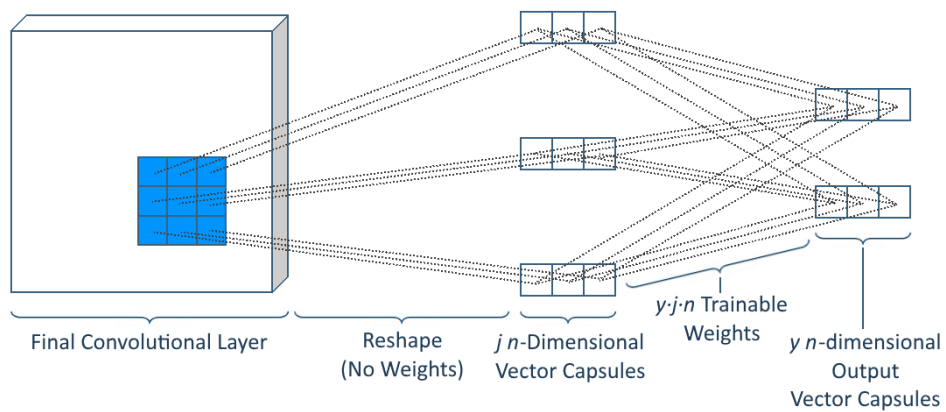 Final Convolutional Layer
Reshape
(No Weights)
j n-Dimensional
Vector Capsules
y·j·n Trainable
Weights
y n-dimensional
Output
Vector Capsules